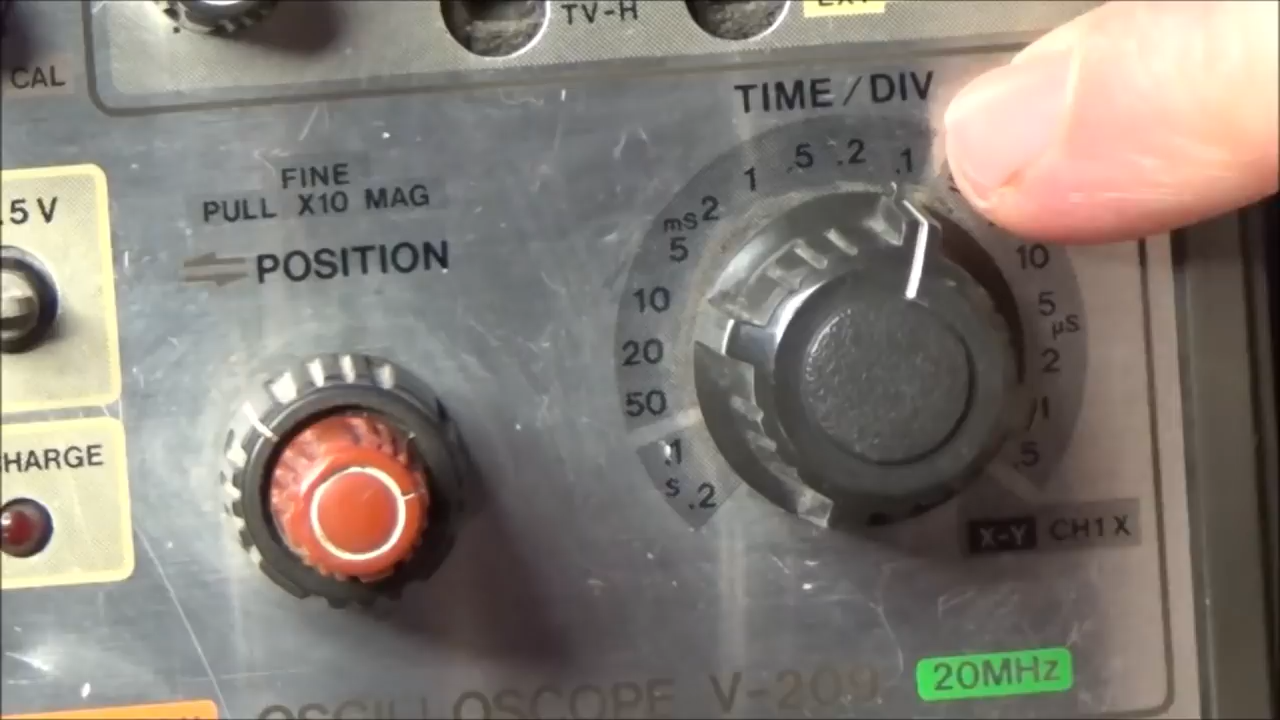 TV-H
CAL
TIME/DIV
.5 .2 .1
1
FINE
PULL X10 MAG
.5V
2
mS
5
POSITION
10
10
5
µS
20
2
50
.1
.1
HARGE
.5
S .2
X-Y CH1 X
20MHz
OSCILLOSCOPE V-209